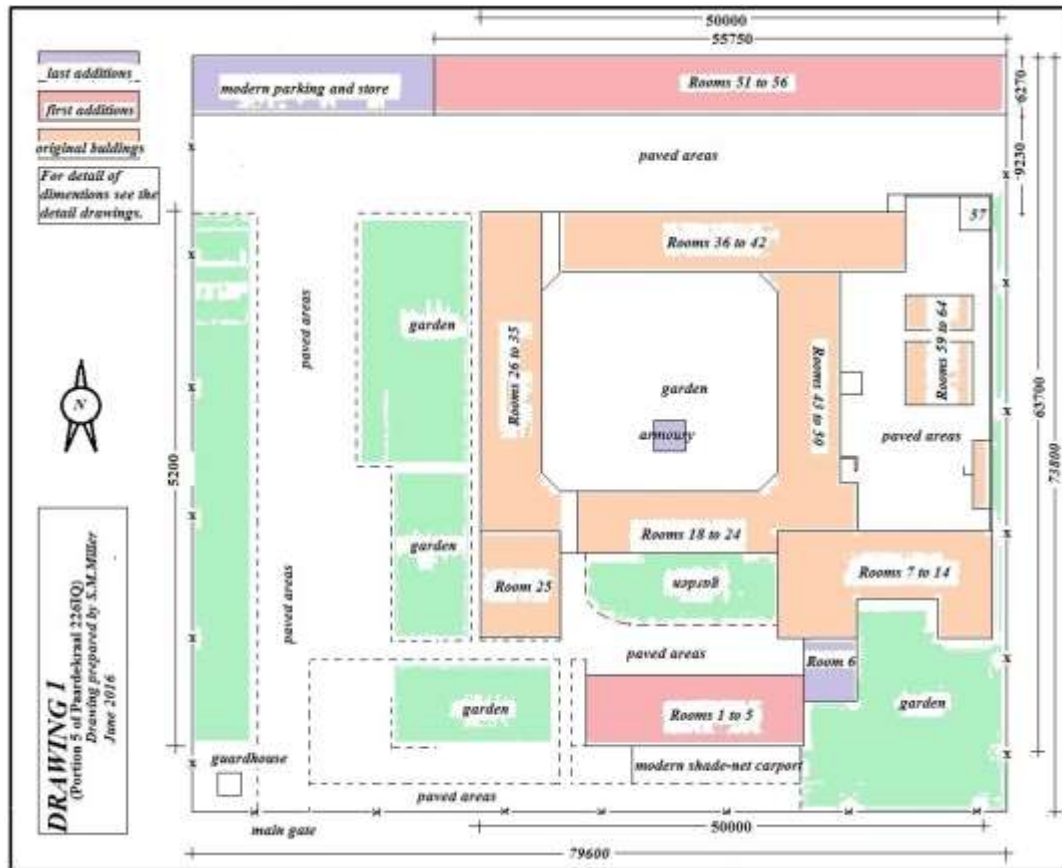 50000
55750
last additions
first additions
original buldings
For detail of
dimentions see the
detail drawings.
modern parking and store
Rooms 51 to 56
6270
9230
paved areas
37
Rooms 36 to 42
paved areas
garden
Rooms 26 to 35
garden
armoury
Rooms 43 to 50
Rooms 59 to 64
paved areas
63700
73800
N
5200
garden
Rooms 18 to 24
Room 25
garden
Rooms 7 to 14
paved areas
paved areas
Room 6
garden
Rooms 1 to 5
garden
modern shade-net carport
guardhouse
paved areas
main gate
50000
79600
DRAWING 1
(Portion 5 of Paardekraal 226IQ)
Drawing prepared by S.M.Miller
June 2016